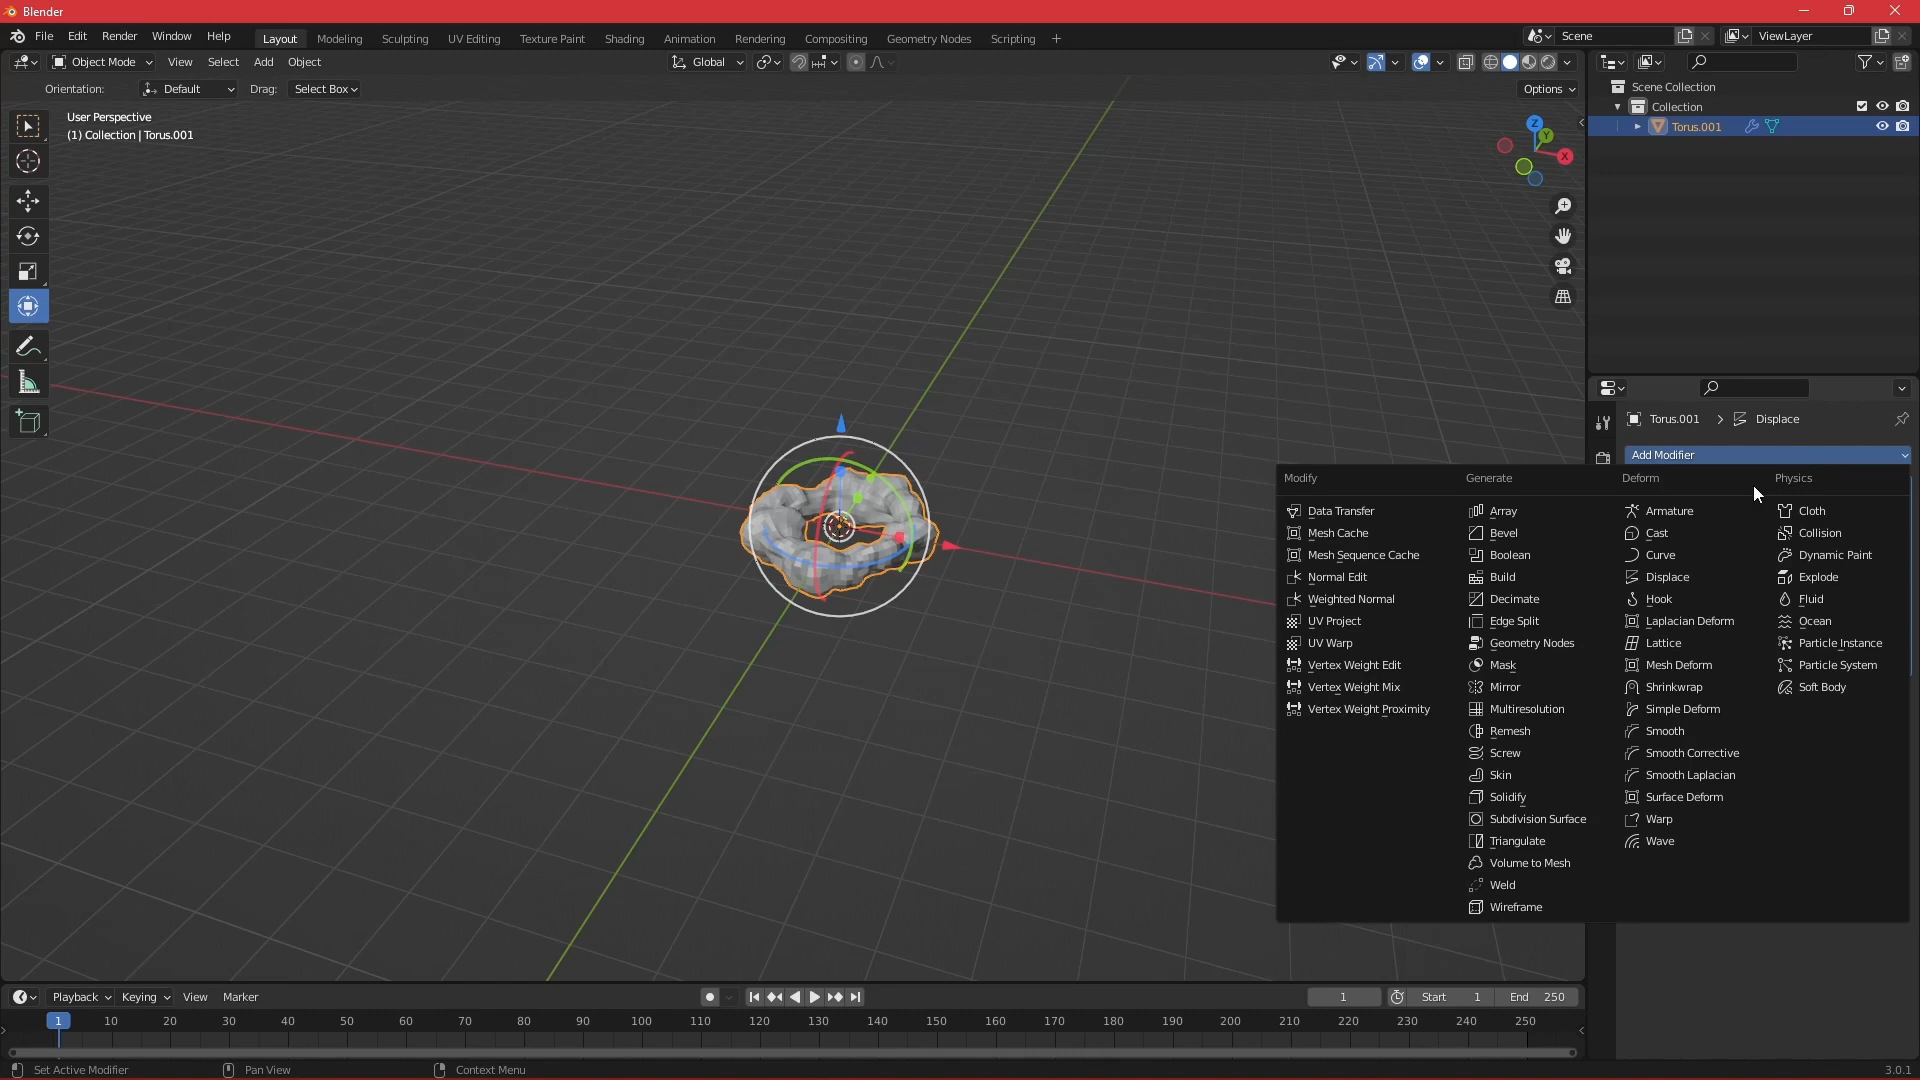 Blender
File Edit Render Window Help Layout Modeling Sculpting UV Editing Texture Paint Shading Animation Rendering Compositing Geometry Nodes Scripting + Scene ViewLayer
Object Mode View Select Add Object Global
Orientation: Default Drag: Select Box Options
User Perspective
(1) Collection | Torus.001
Z
Y
X
Scene Collection
Collection
Torus.001
Torus.001 > Displace
Add Modifier
Modify Generate Deform Physics
Data Transfer Array Armature Cloth
Mesh Cache Bevel Cast Collision
Mesh Sequence Cache Boolean Curve Dynamic Paint
Normal Edit Build Displace Explode
Weighted Normal Decimate Hook Fluid
UV Project Edge Split Laplacian Deform Ocean
UV Warp Geometry Nodes Lattice Particle Instance
Vertex Weight Edit Mask Mesh Deform Particle System
Vertex Weight Mix Mirror Shrinkwrap Soft Body
Vertex Weight Proximity Multiresolution Simple Deform
Remesh Smooth
Screw Smooth Corrective
Skin Smooth Laplacian
Solidify Surface Deform
Subdivision Surface Warp
Triangulate Wave
Volume to Mesh
Weld
Wireframe
Playback Keying View Marker 1 Start 1 End 250
1 10 20 30 40 50 60 70 80 90 100 110 120 130 140 150 160 170 180 190 200 210 220 230 240 250
Set Active Modifier Pan View Context Menu 3.0.1